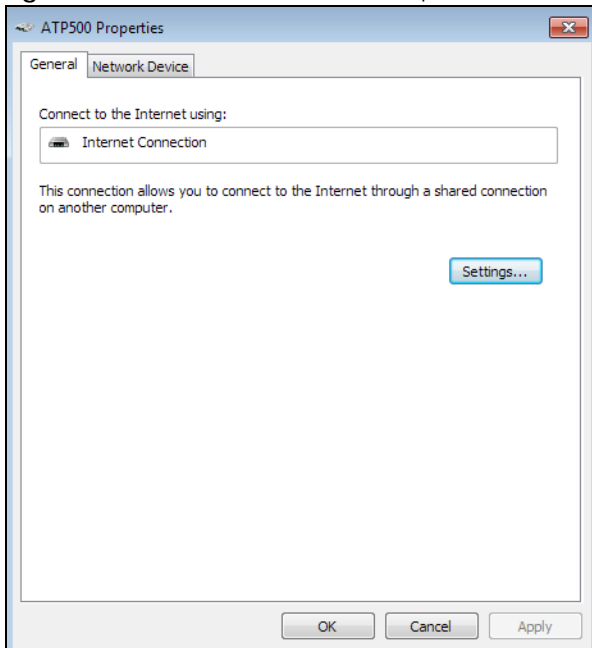 ATP500 Properties
General
Network Device
Connect to the Internet using:
Internet Connection
This connection allows you to connect to the Internet through a shared connection
on another computer.
Settings...
OK
Cancel
Apply